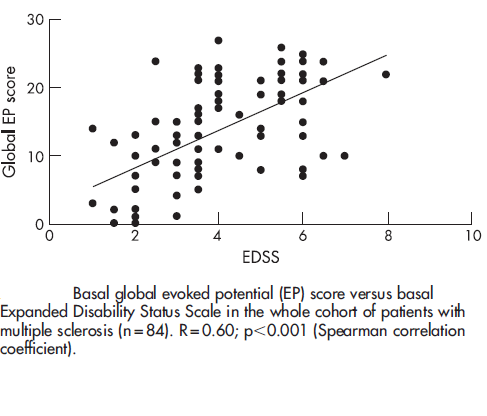 30
20
10
0
Global EP score
0 2 4 6 8 10
EDSS
Basal global evoked potential (EP) score versus basal
Expanded Disability Status Scale in the whole cohort of patients with
multiple sclerosis (n=84). R=0.60; p<0.001 (Spearman correlation
coefficient).